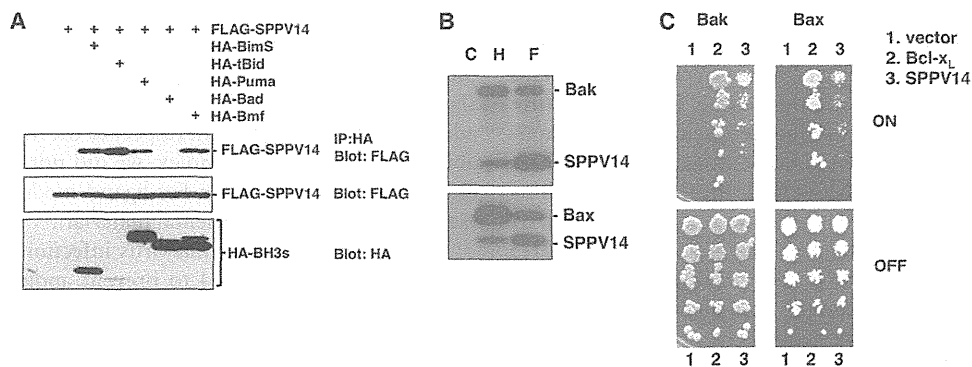 A
+ + + + + + FLAG-SPPV14
+ HA-BimS
+ HA-tBid
+ HA-Puma
+ HA-Bad
+ HA-Bmf
FLAG-SPPV14
IP:HA
Blot: FLAG
FLAG-SPPV14 Blot: FLAG
HA-BH3s Blot: HA
B
C H F
Bak
SPPV14
Bax
SPPV14
C
Bak Bax
1 2 3 1 2 3
1. vector
2. Bcl-xL
3. SPPV14
ON
OFF
1 2 3 1 2 3